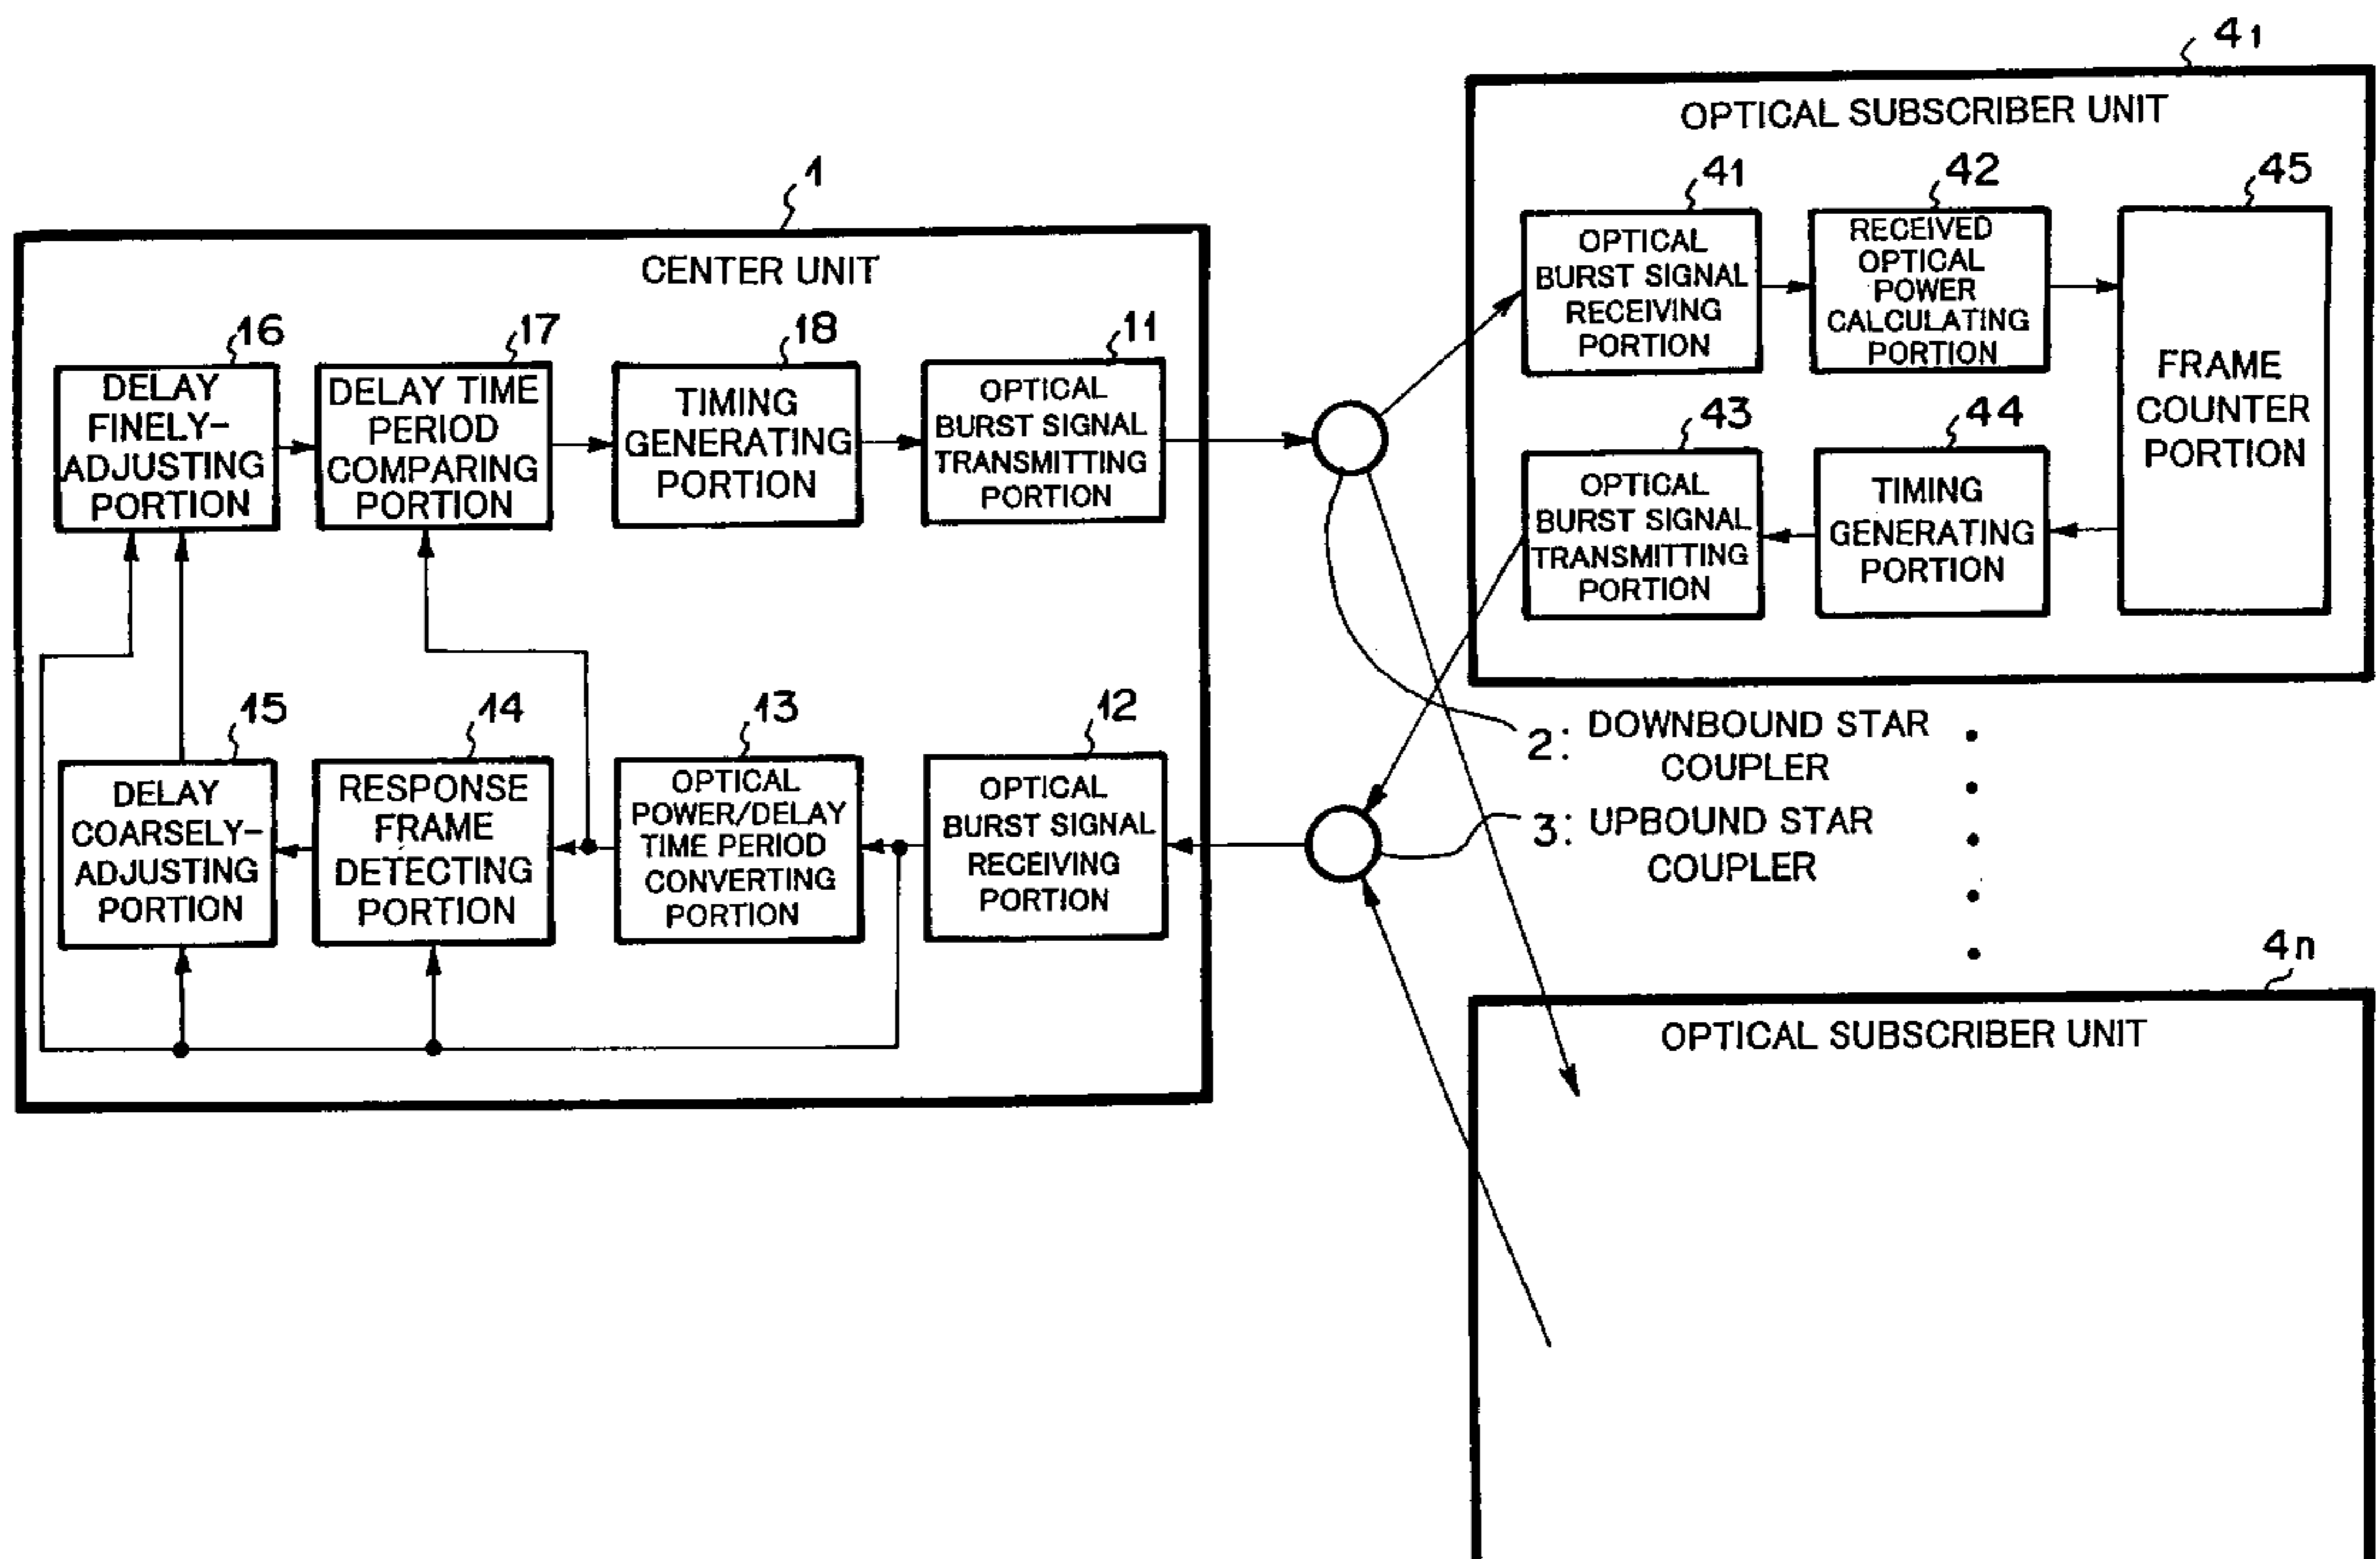 4₁
OPTICAL SUBSCRIBER UNIT
41
42
45
OPTICAL
BURST SIGNAL
RECEIVING
PORTION
RECEIVED
OPTICAL
POWER
CALCULATING
PORTION
FRAME
COUNTER
PORTION
43
44
OPTICAL
BURST SIGNAL
TRANSMITTING
PORTION
TIMING
GENERATING
PORTION
1
CENTER UNIT
16
17
18
11
DELAY
FINELY-
ADJUSTING
PORTION
DELAY TIME
PERIOD
COMPARING
PORTION
TIMING
GENERATING
PORTION
OPTICAL
BURST SIGNAL
TRANSMITTING
PORTION
15
14
13
12
DELAY
COARSELY-
ADJUSTING
PORTION
RESPONSE
FRAME
DETECTING
PORTION
OPTICAL
POWER/DELAY
TIME PERIOD
CONVERTING
PORTION
OPTICAL
BURST SIGNAL
RECEIVING
PORTION
2: DOWNBOUND STAR
COUPLER
3: UPBOUND STAR
COUPLER
4n
OPTICAL SUBSCRIBER UNIT